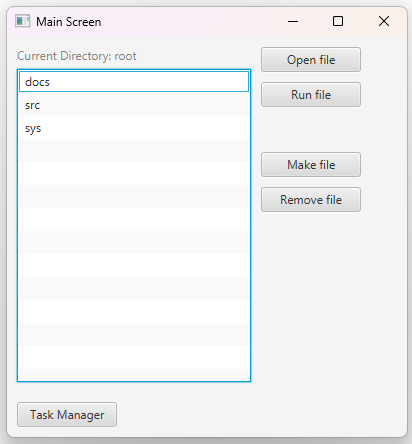 Main Screen
Current Directory: root
docs
src
sys
Open file
Run file
Make file
Remove file
Task Manager